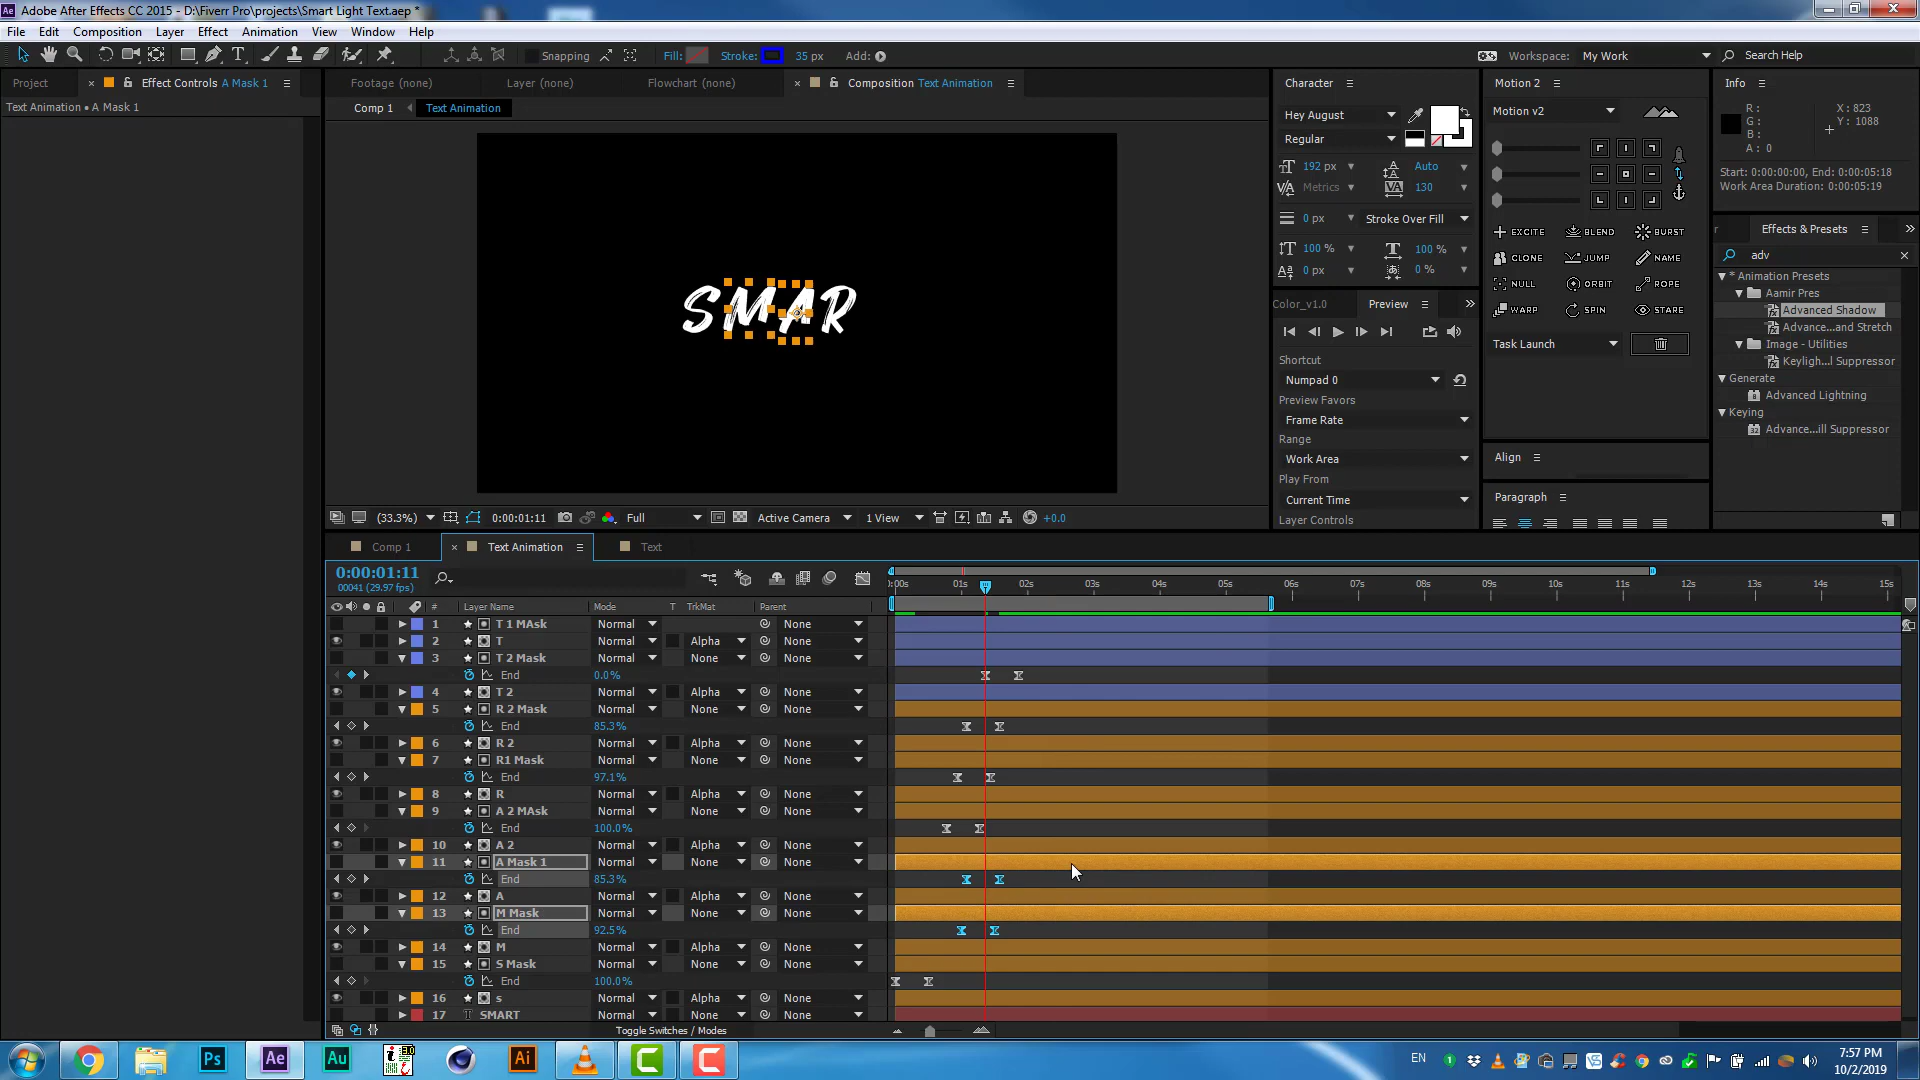 Adobe After Effects CC 2015 - D:\Fiverr Pro\projects\Smart Light Text.aep *
File Edit Composition Layer Effect Animation View Window Help
Snapping Fill: Stroke: 35 px Add: Workspace: My Work Search Help
Project Effect Controls A Mask 1 Footage (none) Layer (none) Flowchart (none) Composition Text Animation Character Motion 2 Info
Text Animation • A Mask 1 Comp 1 Text Animation
Hey August
Regular
192 px Auto
Metrics 130
0 px Stroke Over Fill
100 % 100 %
0 px 0 %
Motion v2
EXCITE BLEND BURST
CLONE JUMP NAME
NULL ORBIT ROPE
WARP SPIN STARE
Task Launch
R :
G :
B :
A : 0
X : 823
Y : 1088
Start: 0:00:00:00, End: 0:00:05:18
Work Area Duration: 0:00:05:19
Effects & Presets
adv
* Animation Presets
Aamir Pres
Advanced Shadow
Advance...and Stretch
Image - Utilities
Keyligh...l Suppressor
Generate
Advanced Lightning
Keying
Advance...ill Suppressor
SMAR
Color_v1.0 Preview
Shortcut
Numpad 0
Preview Favors
Frame Rate
Range
Work Area
Play From
Current Time
Layer Controls
Align
Paragraph
(33.3%) 0:00:01:11 Full Active Camera 1 View +0.0
Comp 1 Text Animation Text
0:00:01:11
00041 (29.97 fps)
:00s 01s 02s 03s 04s 05s 06s 07s 08s 09s 10s 11s 12s 13s 14s 15s
# Layer Name Mode T TrkMat Parent
1 T 1 MAsk Normal None
2 T Normal Alpha None
3 T 2 Mask Normal None None
End 0.0%
4 T 2 Normal Alpha None
5 R 2 Mask Normal None None
End 85.3%
6 R 2 Normal Alpha None
7 R1 Mask Normal None None
End 97.1%
8 R Normal Alpha None
9 A 2 MAsk Normal None None
End 100.0%
10 A 2 Normal Alpha None
11 A Mask 1 Normal None None
End 85.3%
12 A Normal Alpha None
13 M Mask Normal None None
End 92.5%
14 M Normal Alpha None
15 S Mask Normal None None
End 100.0%
16 s Normal Alpha None
17 T SMART Normal None None
Toggle Switches / Modes
Ps Ae Au Ai EN 7:57 PM
10/2/2019